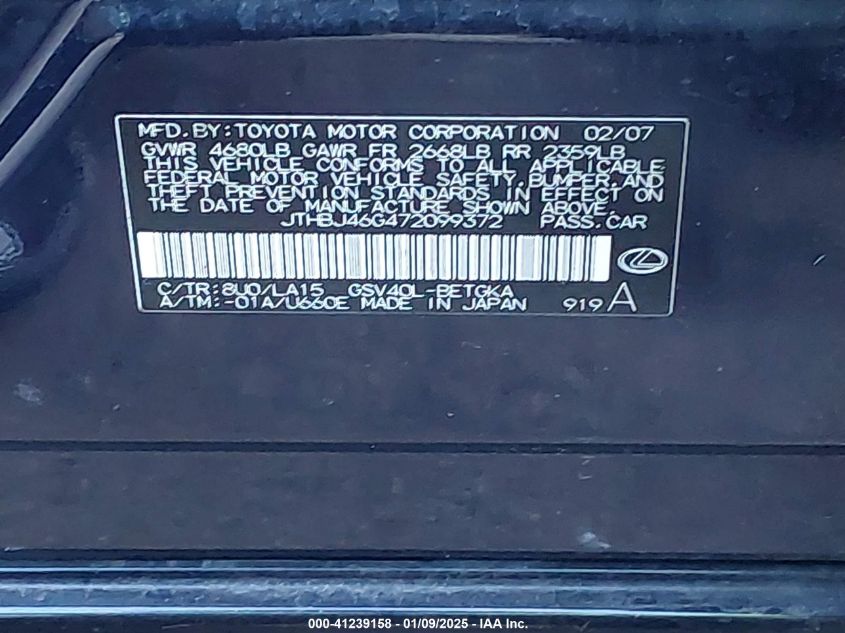 MFD.BY:TOYOTA MOTOR CORPORATION 02/07
GVWR 4680LB GAWR FR 2668LB RR 2359LB
THIS VEHICLE CONFORMS TO ALL APPLICABLE
FEDERAL MOTOR VEHICLE SAFETY, BUMPER, AND
THEFT PREVENTION STANDARDS IN EFFECT ON
THE DATE OF MANUFACTURE SHOWN ABOVE.
JTHBJ46G472099372 PASS.CAR
C/TR:8U0/LA15 GSV40L-BETGKA
A/TM:-01A/U660E MADE IN JAPAN 919 A
000-41239158 - 01/09/2025 - IAA Inc.